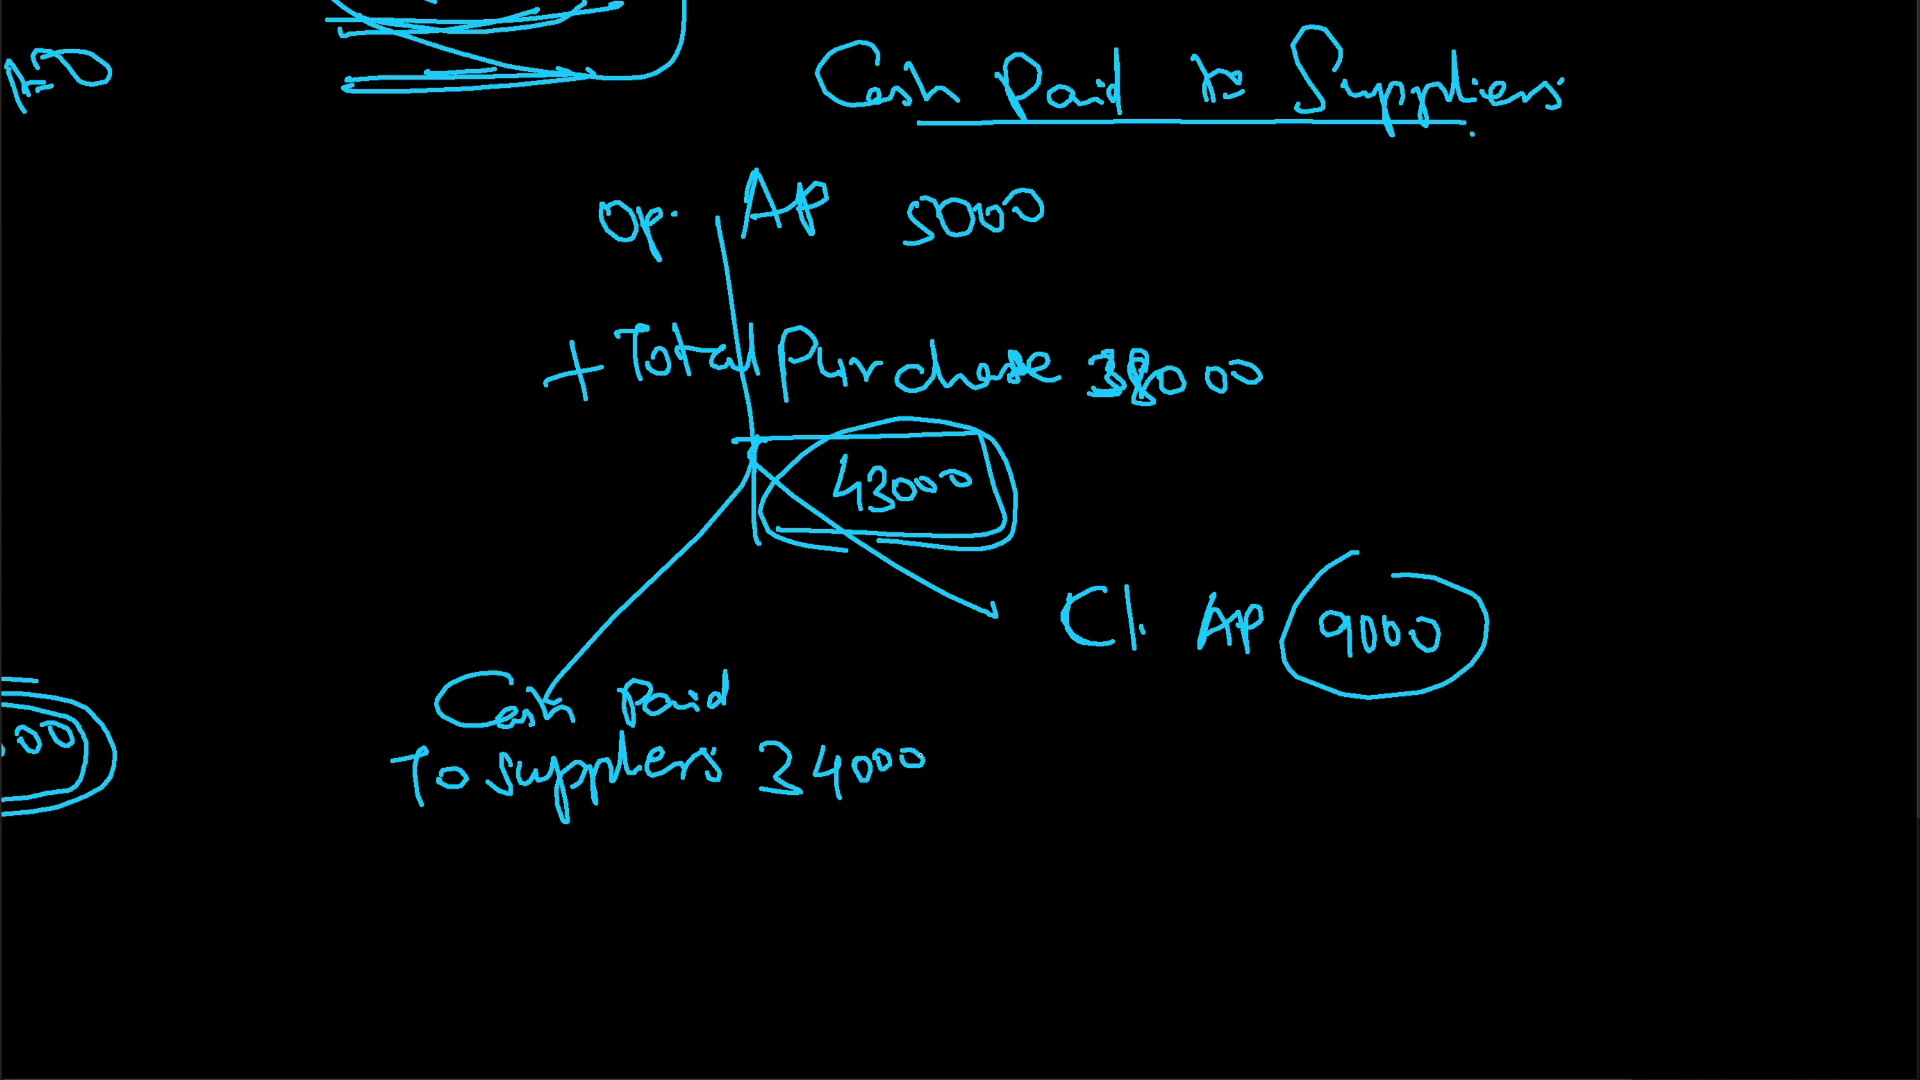 Cash Paid to Suppliers
Op. AP 5000
+ Total Purchase 38000
43000
Cl. AP 9000
Cash Paid
To suppliers 34000
00